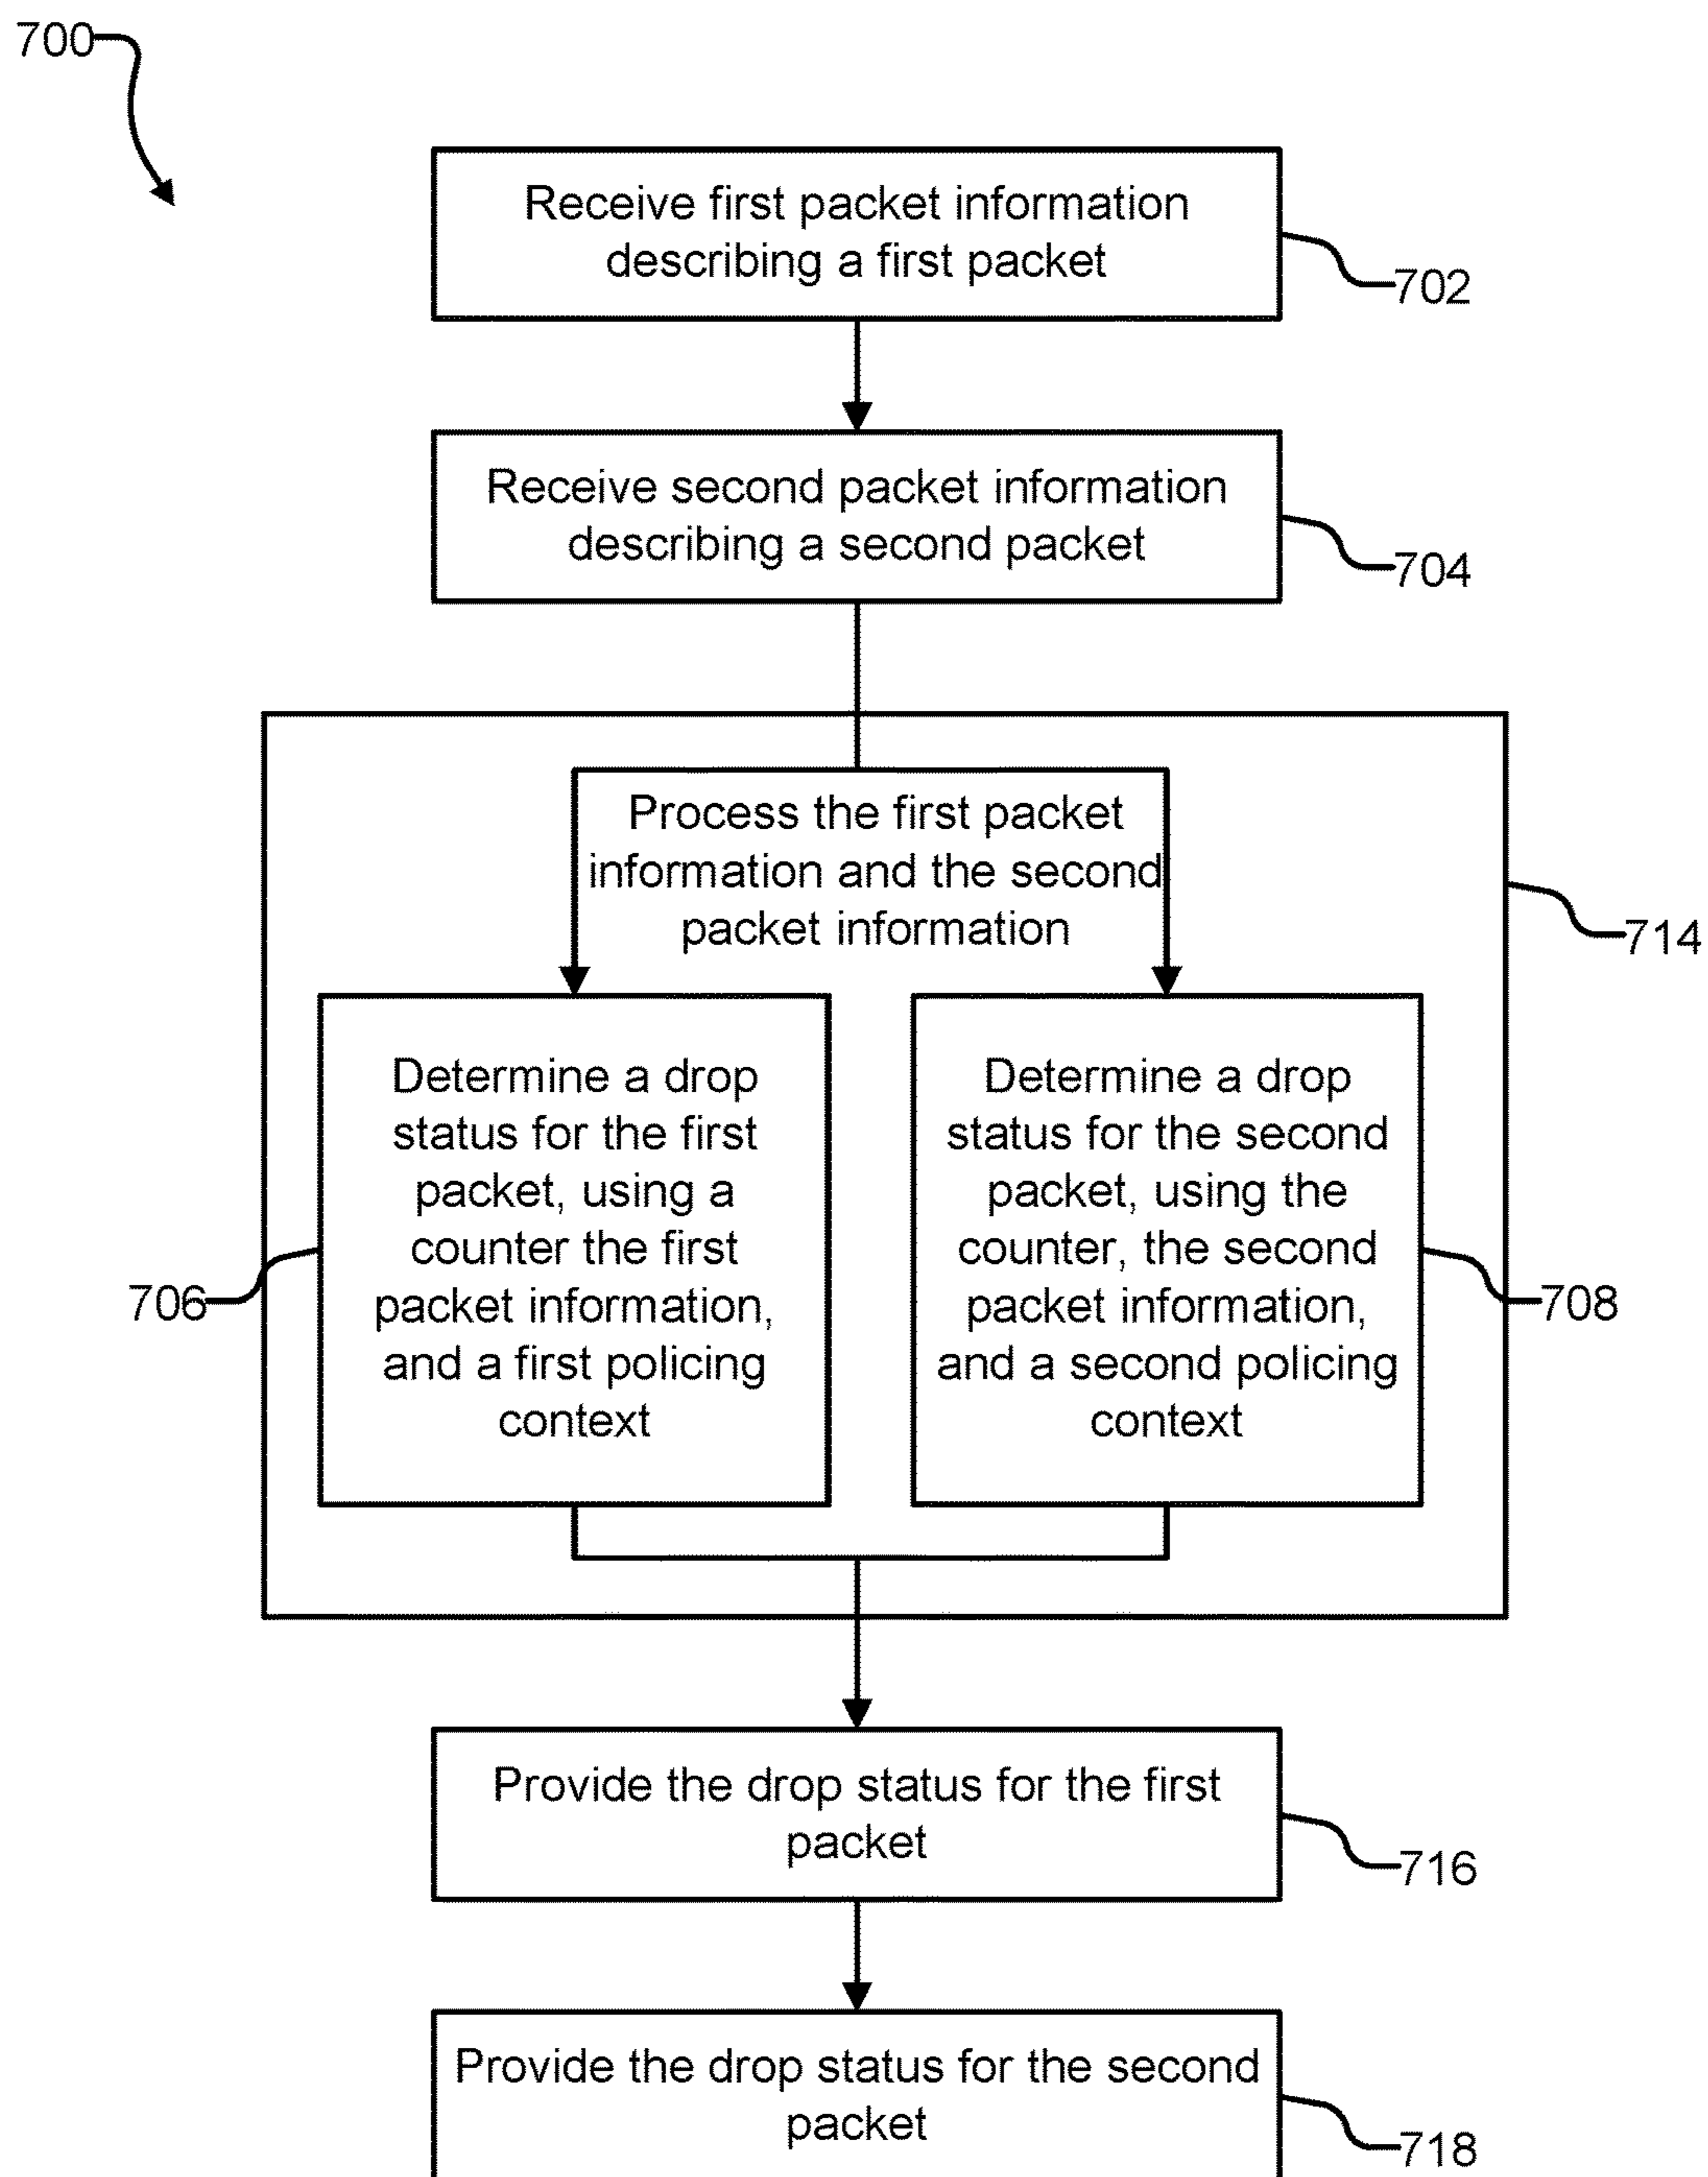 700
Receive first packet information
describing a first packet
702
Receive second packet information
describing a second packet
704
Process the first packet
information and the second
packet information
714
Determine a drop
status for the first
packet, using a
counter the first
packet information,
and a first policing
context
706
Determine a drop
status for the second
packet, using the
counter, the second
packet information,
and a second policing
context
708
Provide the drop status for the first
packet
716
Provide the drop status for the second
packet
718